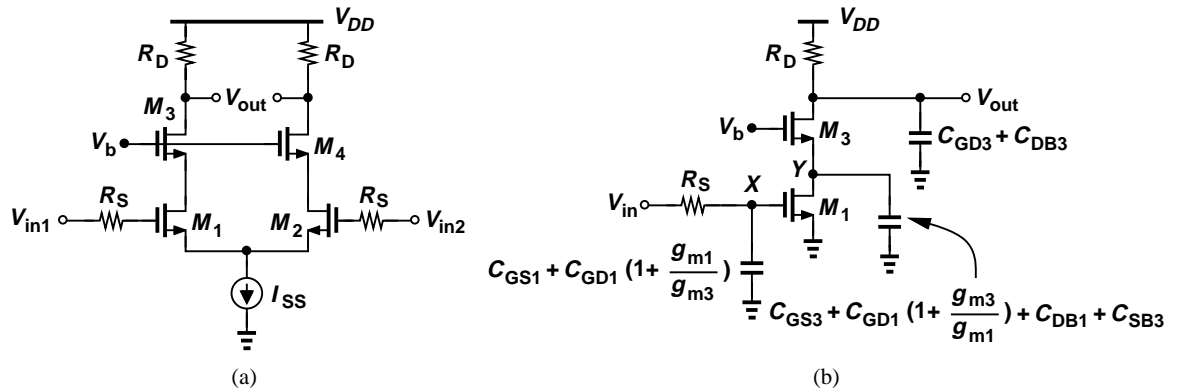 V_DD
R_D R_D
M_3 V_out
V_b M_4
R_S R_S
V_in1 M_1 M_2 V_in2
I_SS
(a)
V_DD
R_D
V_out
V_b M_3
C_GD3 + C_DB3
R_S X Y
V_in M_1
C_GS1 + C_GD1 (1 + g_m1 / g_m3)
C_GS3 + C_GD1 (1 + g_m3 / g_m1) + C_DB1 + C_SB3
(b)